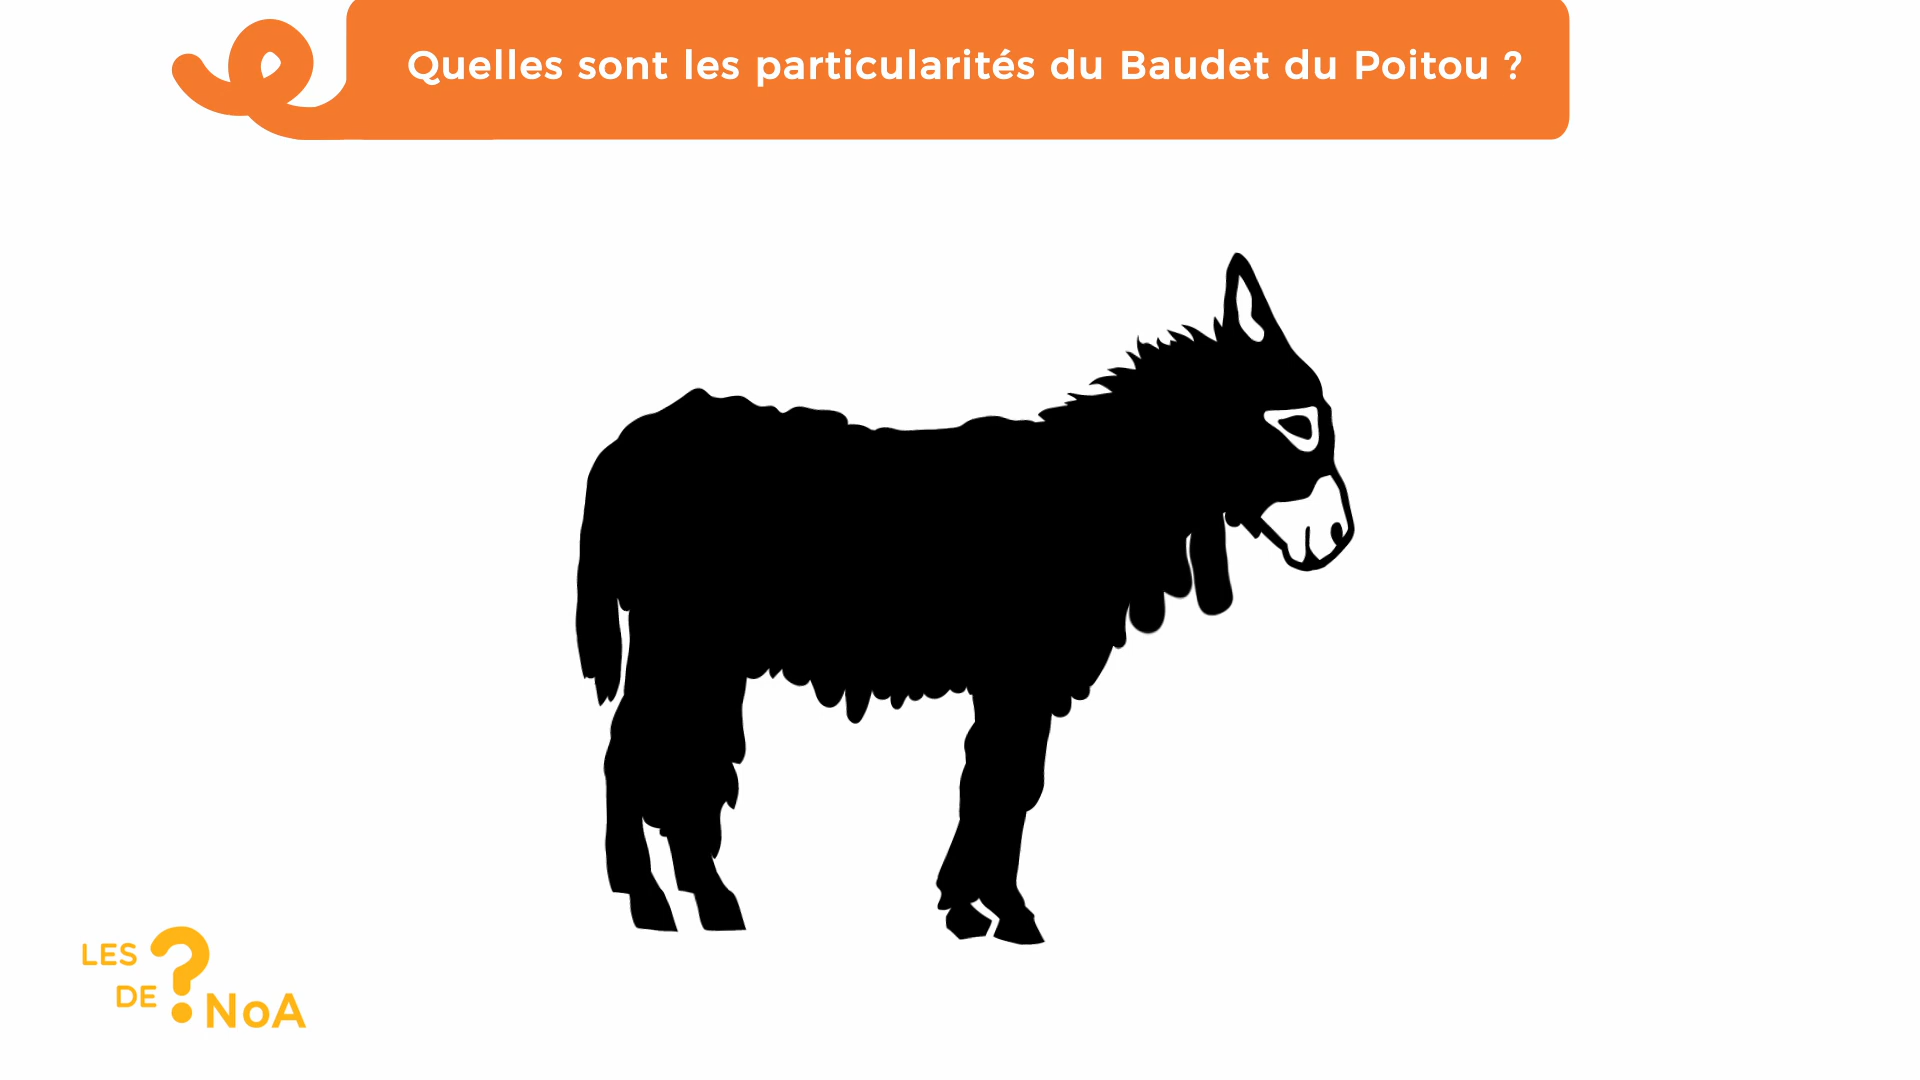 Quelles sont les particularités du Baudet du Poitou ?
LES ?
DE NoA